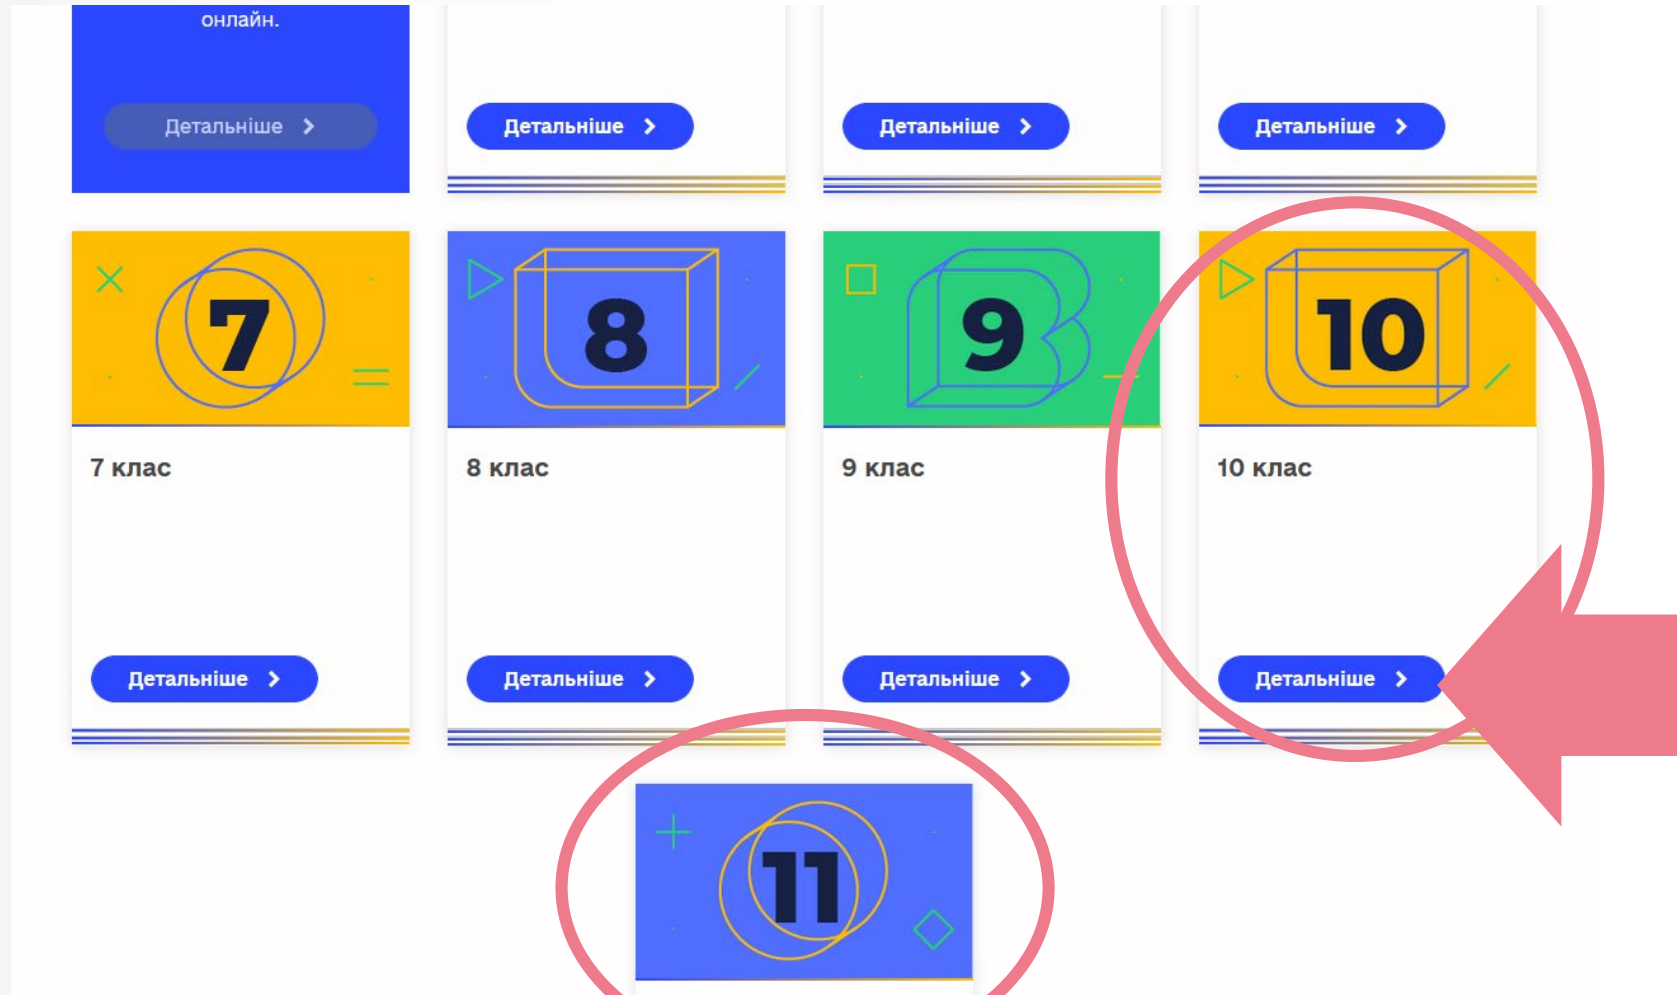 онлайн.
Детальніше
Детальніше
Детальніше
Детальніше
7
8
9
10
7 клас
8 клас
9 клас
10 клас
Детальніше
Детальніше
Детальніше
Детальніше
11